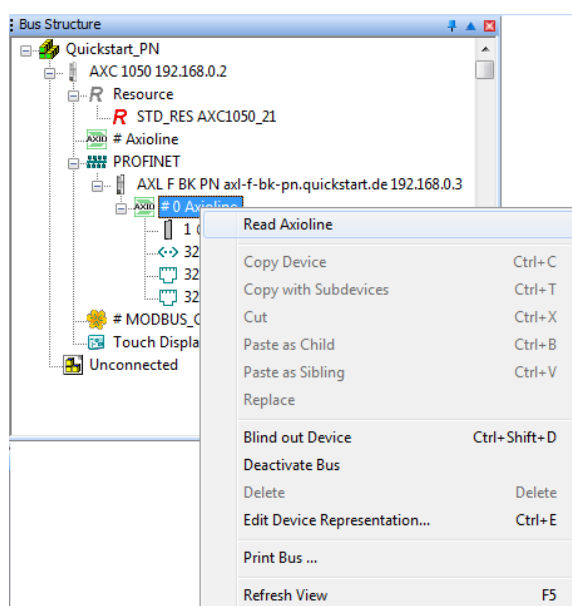 Bus Structure
Quickstart_PN
AXC 1050 192.168.0.2
R Resource
R STD_RES AXC1050_21
AXIO # Axioline
PROFINET
AXL F BK PN axl-f-bk-pn.quickstart.de 192.168.0.3
AXIO # 0 Axioline
1 (
32
32
32
# MODBUS_
Touch Displa
Unconnected
Read Axioline
Copy Device Ctrl+C
Copy with Subdevices Ctrl+T
Cut Ctrl+X
Paste as Child Ctrl+B
Paste as Sibling Ctrl+V
Replace
Blind out Device Ctrl+Shift+D
Deactivate Bus
Delete Delete
Edit Device Representation... Ctrl+E
Print Bus ...
Refresh View F5